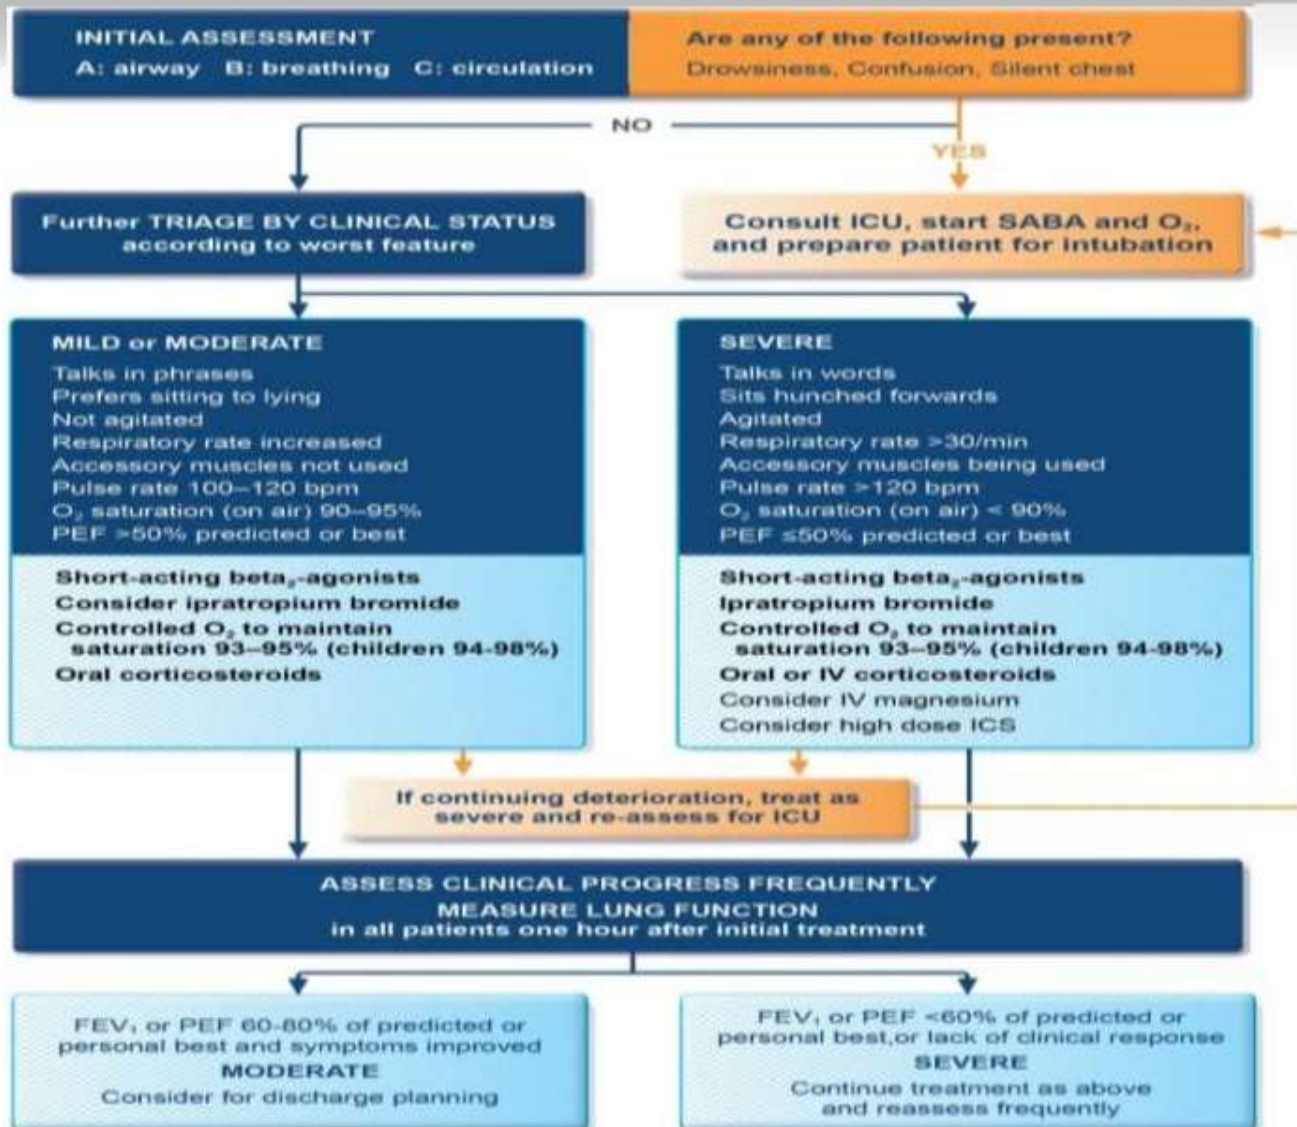 INITIAL ASSESSMENT
A: airway B: breathing C: circulation
Are any of the following present?
Drowsiness, Confusion, Silent chest
NO
YES
Further TRIAGE BY CLINICAL STATUS
according to worst feature
Consult ICU, start SABA and O₂,
and prepare patient for intubation
MILD or MODERATE
Talks in phrases
Prefers sitting to lying
Not agitated
Respiratory rate increased
Accessory muscles not used
Pulse rate 100–120 bpm
O₂ saturation (on air) 90–95%
PEF >50% predicted or best
SEVERE
Talks in words
Sits hunched forwards
Agitated
Respiratory rate >30/min
Accessory muscles being used
Pulse rate >120 bpm
O₂ saturation (on air) < 90%
PEF ≤50% predicted or best
Short-acting beta₂-agonists
Consider ipratropium bromide
Controlled O₂ to maintain
saturation 93–95% (children 94-98%)
Oral corticosteroids
Short-acting beta₂-agonists
Ipratropium bromide
Controlled O₂ to maintain
saturation 93–95% (children 94-98%)
Oral or IV corticosteroids
Consider IV magnesium
Consider high dose ICS
If continuing deterioration, treat as
severe and re-assess for ICU
ASSESS CLINICAL PROGRESS FREQUENTLY
MEASURE LUNG FUNCTION
in all patients one hour after initial treatment
FEV₁ or PEF 60-80% of predicted or
personal best and symptoms improved
MODERATE
Consider for discharge planning
FEV₁ or PEF <60% of predicted or
personal best,or lack of clinical response
SEVERE
Continue treatment as above
and reassess frequently